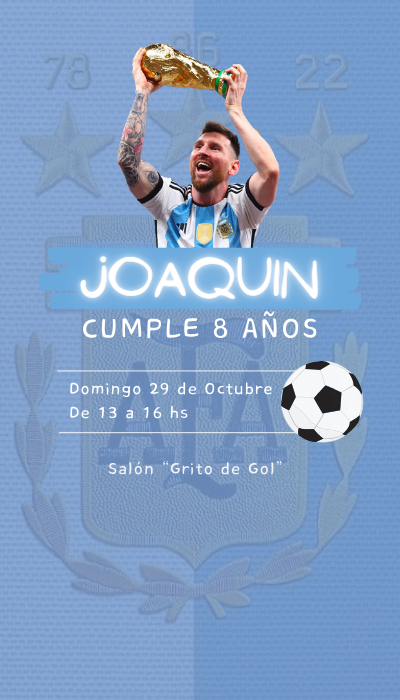 86
78 22
JOAQUIN
CUMPLE 8 AÑOS
Domingo 29 de Octubre
De 13 a 16 hs
Salón “Grito de Gol”
AFA